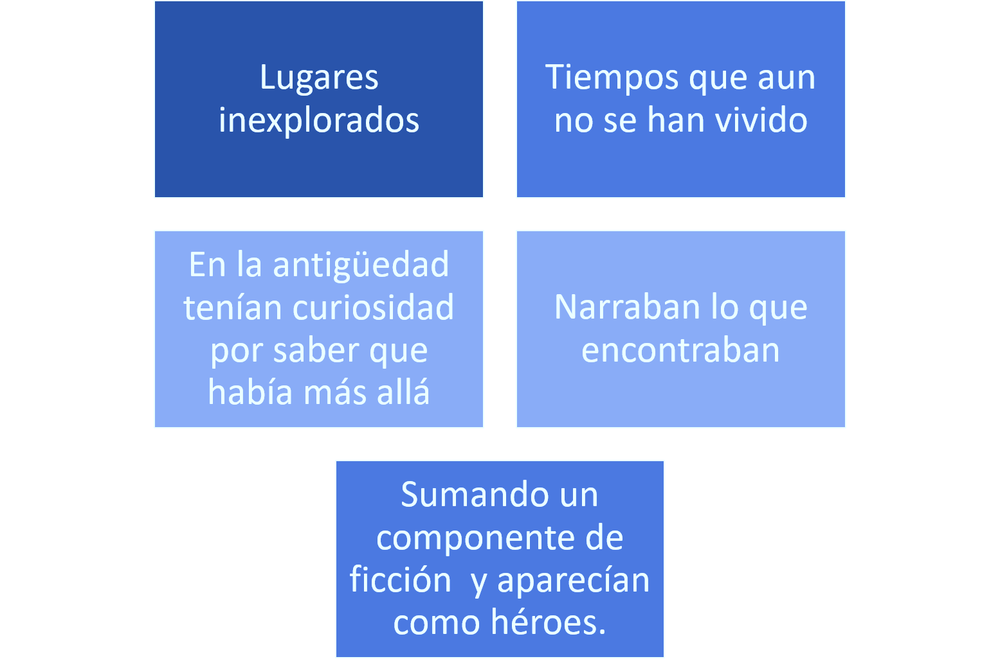 Lugares
inexplorados
Tiempos que aun
no se han vivido
En la antigüedad
tenían curiosidad
por saber que
había más allá
Narraban lo que
encontraban
Sumando un
componente de
ficción  y aparecían
como héroes.